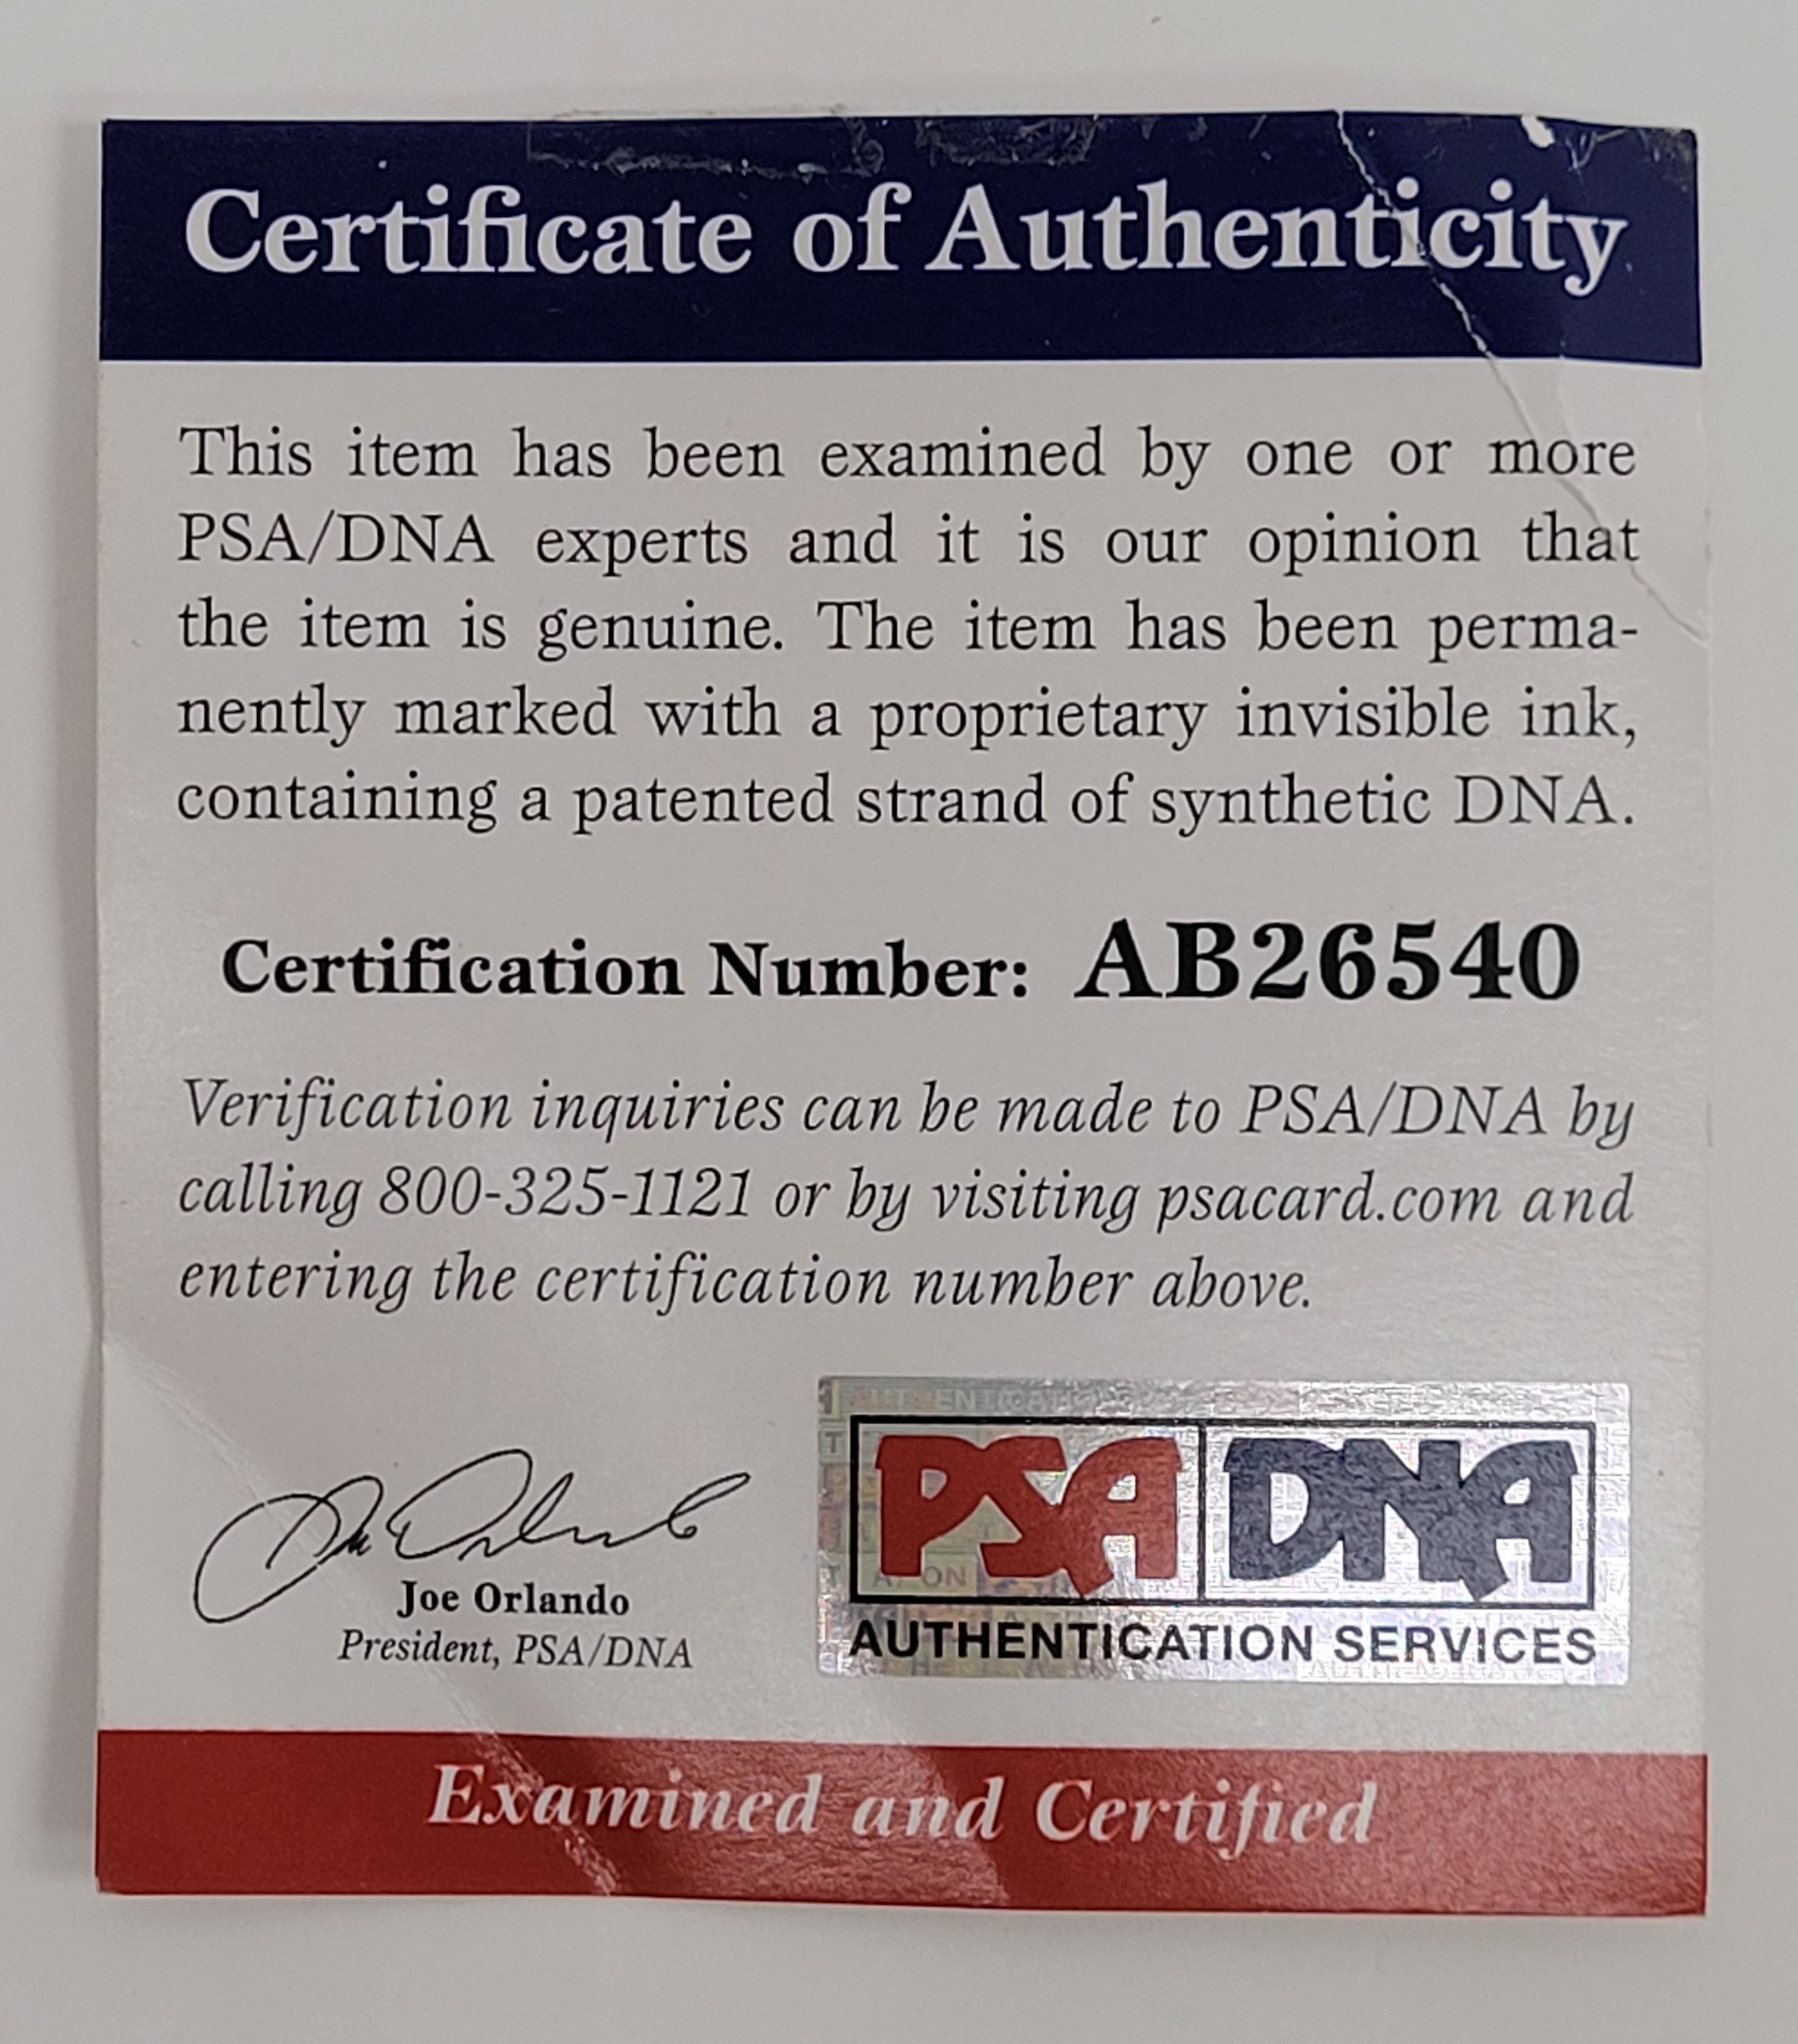 Certificate of Authenticity
This item has been examined by one or more
PSA/DNA experts and it is our opinion that
the item is genuine. The item has been perma-
nently marked with a proprietary invisible ink,
containing a patented strand of synthetic DNA.
Certification Number: AB26540
Verification inquiries can be made to PSA/DNA by
calling 800-325-1121 or by visiting psacard.com and
entering the certification number above.
Joe Orlando
President, PSA/DNA
PSA DNA
AUTHENTICATION SERVICES
Examined and Certified